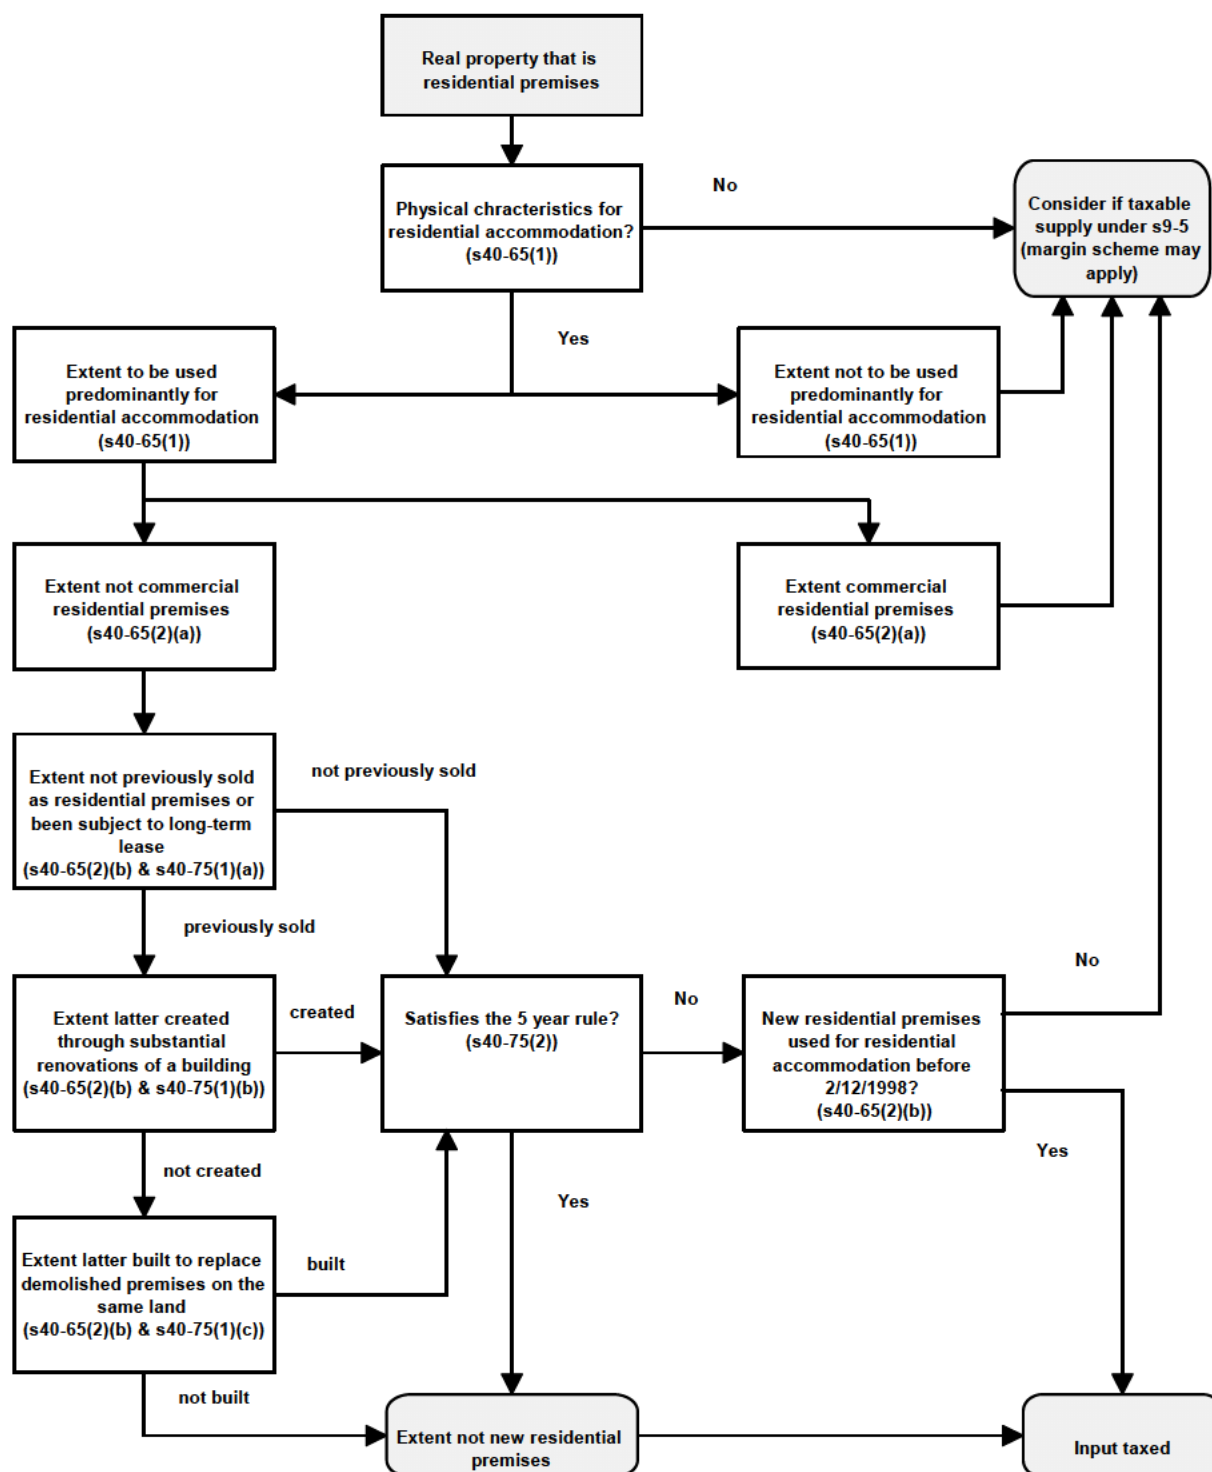 Real property that is
residential premises
No
Physical chracteristics for
residential accommodation?
(s40-65(1))
Consider if taxable
supply under s9-5
(margin scheme may
apply)
Yes
Extent to be used
predominantly for
residential accommodation
(s40-65(1))
Extent not to be used
predominantly for
residential accommodation
(s40-65(1))
Extent not commercial
residential premises
(s40-65(2)(a))
Extent commercial
residential premises
(s40-65(2)(a))
Extent not previously sold
as residential premises or
been subject to long-term
lease
(s40-65(2)(b) & s40-75(1)(a))
not previously sold
previously sold
Extent latter created
through substantial
renovations of a building
(s40-65(2)(b) & s40-75(1)(b))
created
Satisfies the 5 year rule?
(s40-75(2))
No
New residential premises
used for residential
accommodation before
2/12/1998?
(s40-65(2)(b))
No
Yes
not created
Yes
Extent latter built to replace
demolished premises on the
same land
(s40-65(2)(b) & s40-75(1)(c))
built
not built
Extent not new residential
premises
Input taxed